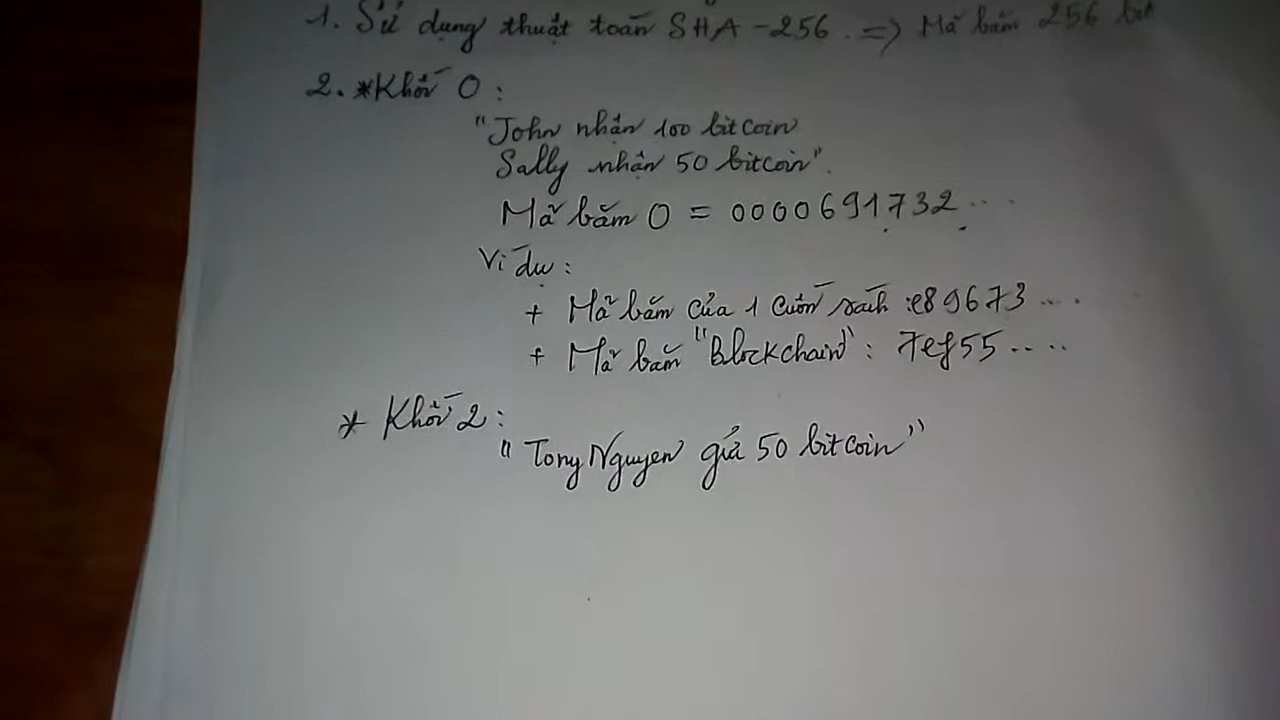 1. Sử dụng thuật toán SHA-256 => Mã băm 256 bit
2. *Khối 0:
"John nhận 100 bitcoin
Sally nhận 50 bitcoin".
Mã băm 0 = 0000691732....
Ví dụ:
+ Mã băm của 1 cuốn sách: e89673....
+ Mã băm "Blockchain": 7ef55....
* Khối 2:
"Tony Nguyen gửi 50 bitcoin"